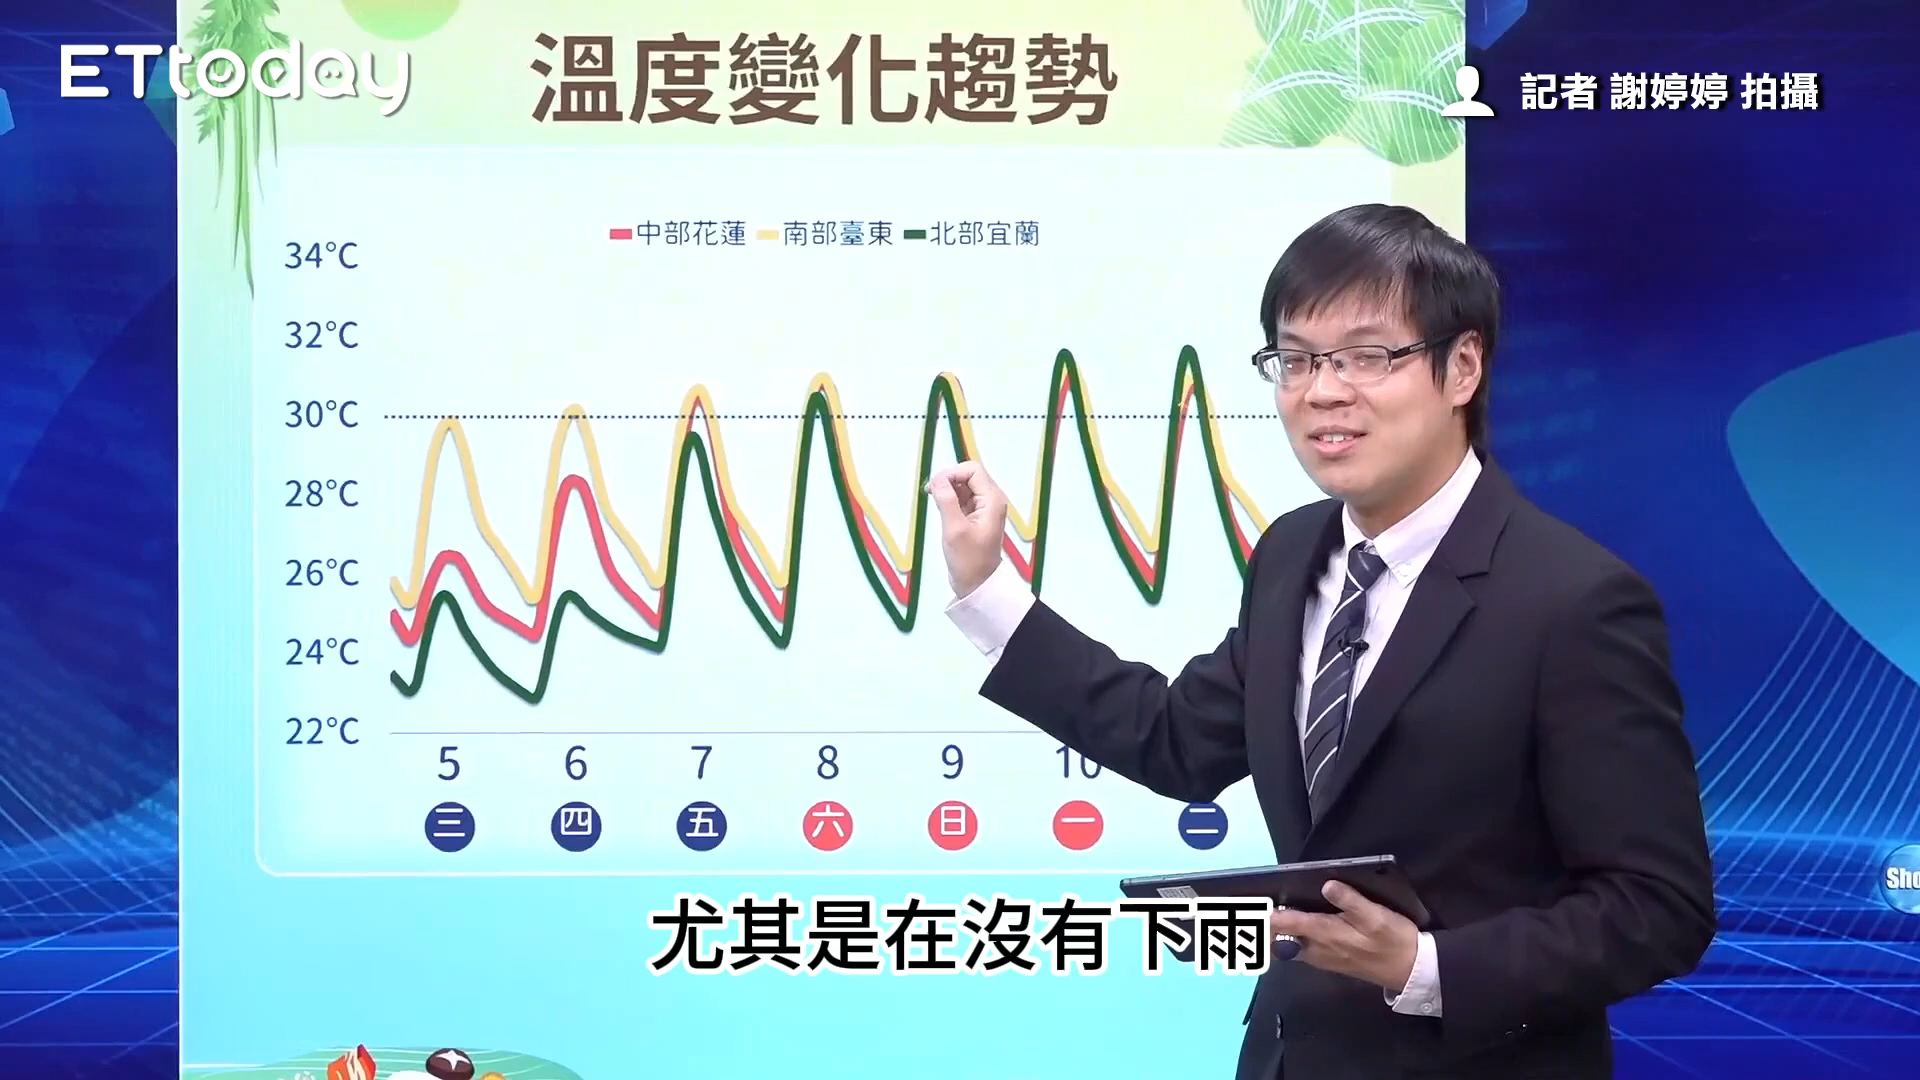 ETtoday
溫度變化趨勢
記者 謝婷婷 拍攝
中部花蓮 南部臺東 北部宜蘭
34°C
32°C
30°C
28°C
26°C
24°C
22°C
5 6 7 8 9 10
三 四 五 六 日 一 二
尤其是在沒有下雨